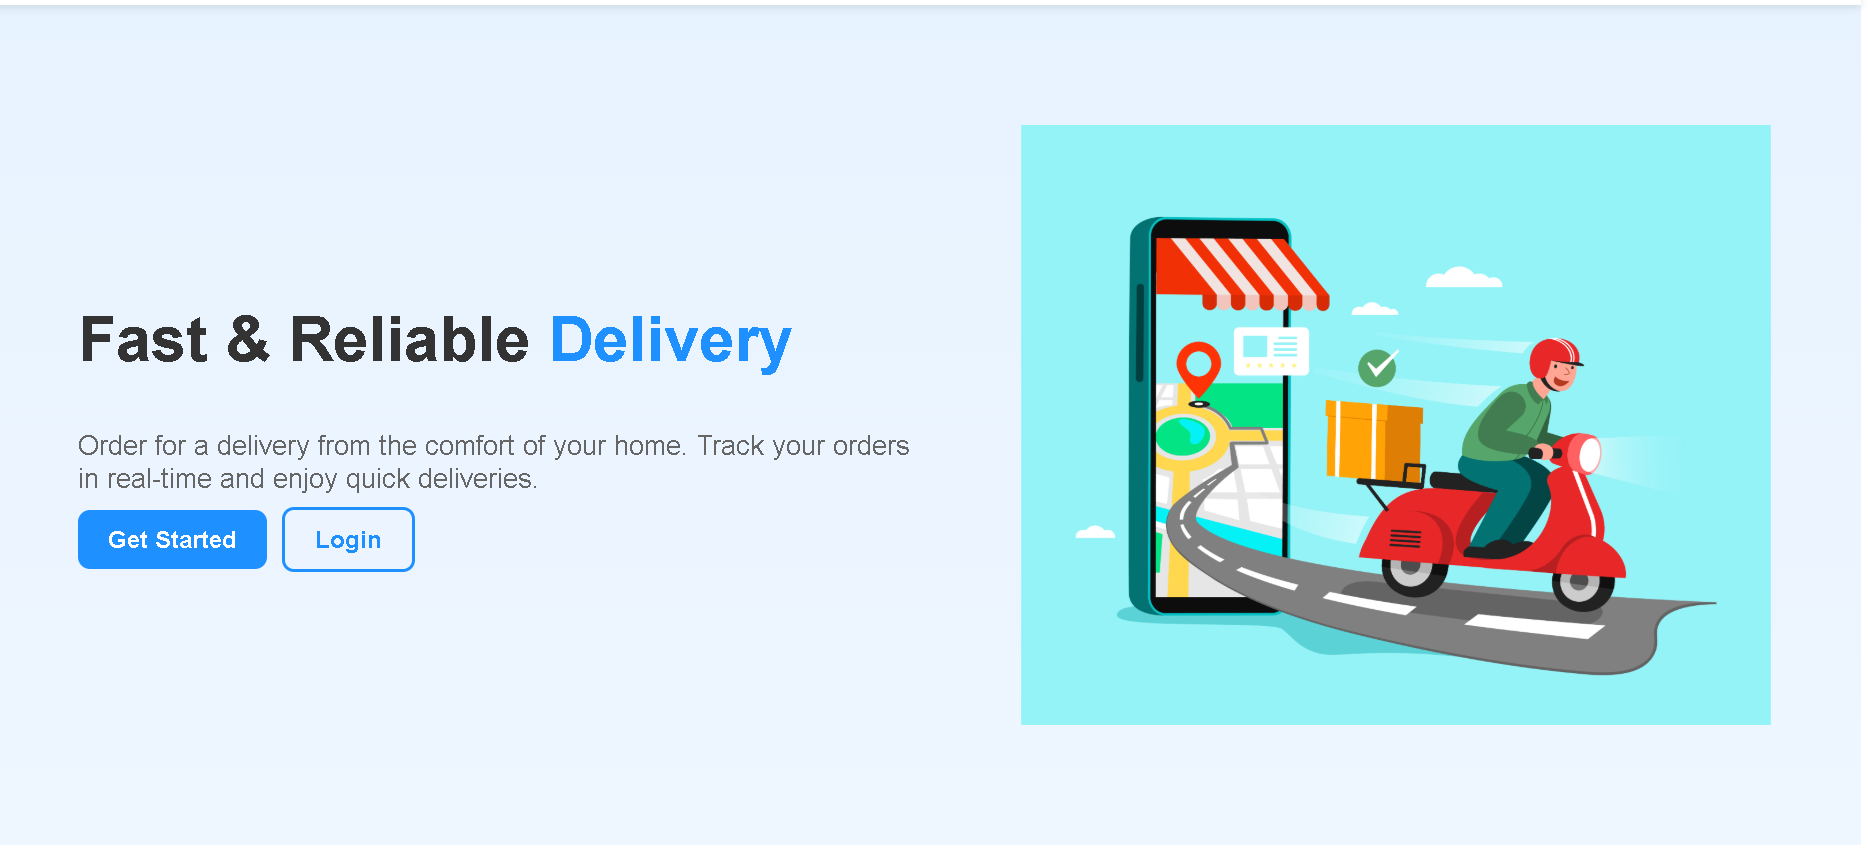 Fast & Reliable Delivery
Order for a delivery from the comfort of your home. Track your orders
in real-time and enjoy quick deliveries.
Get Started
Login